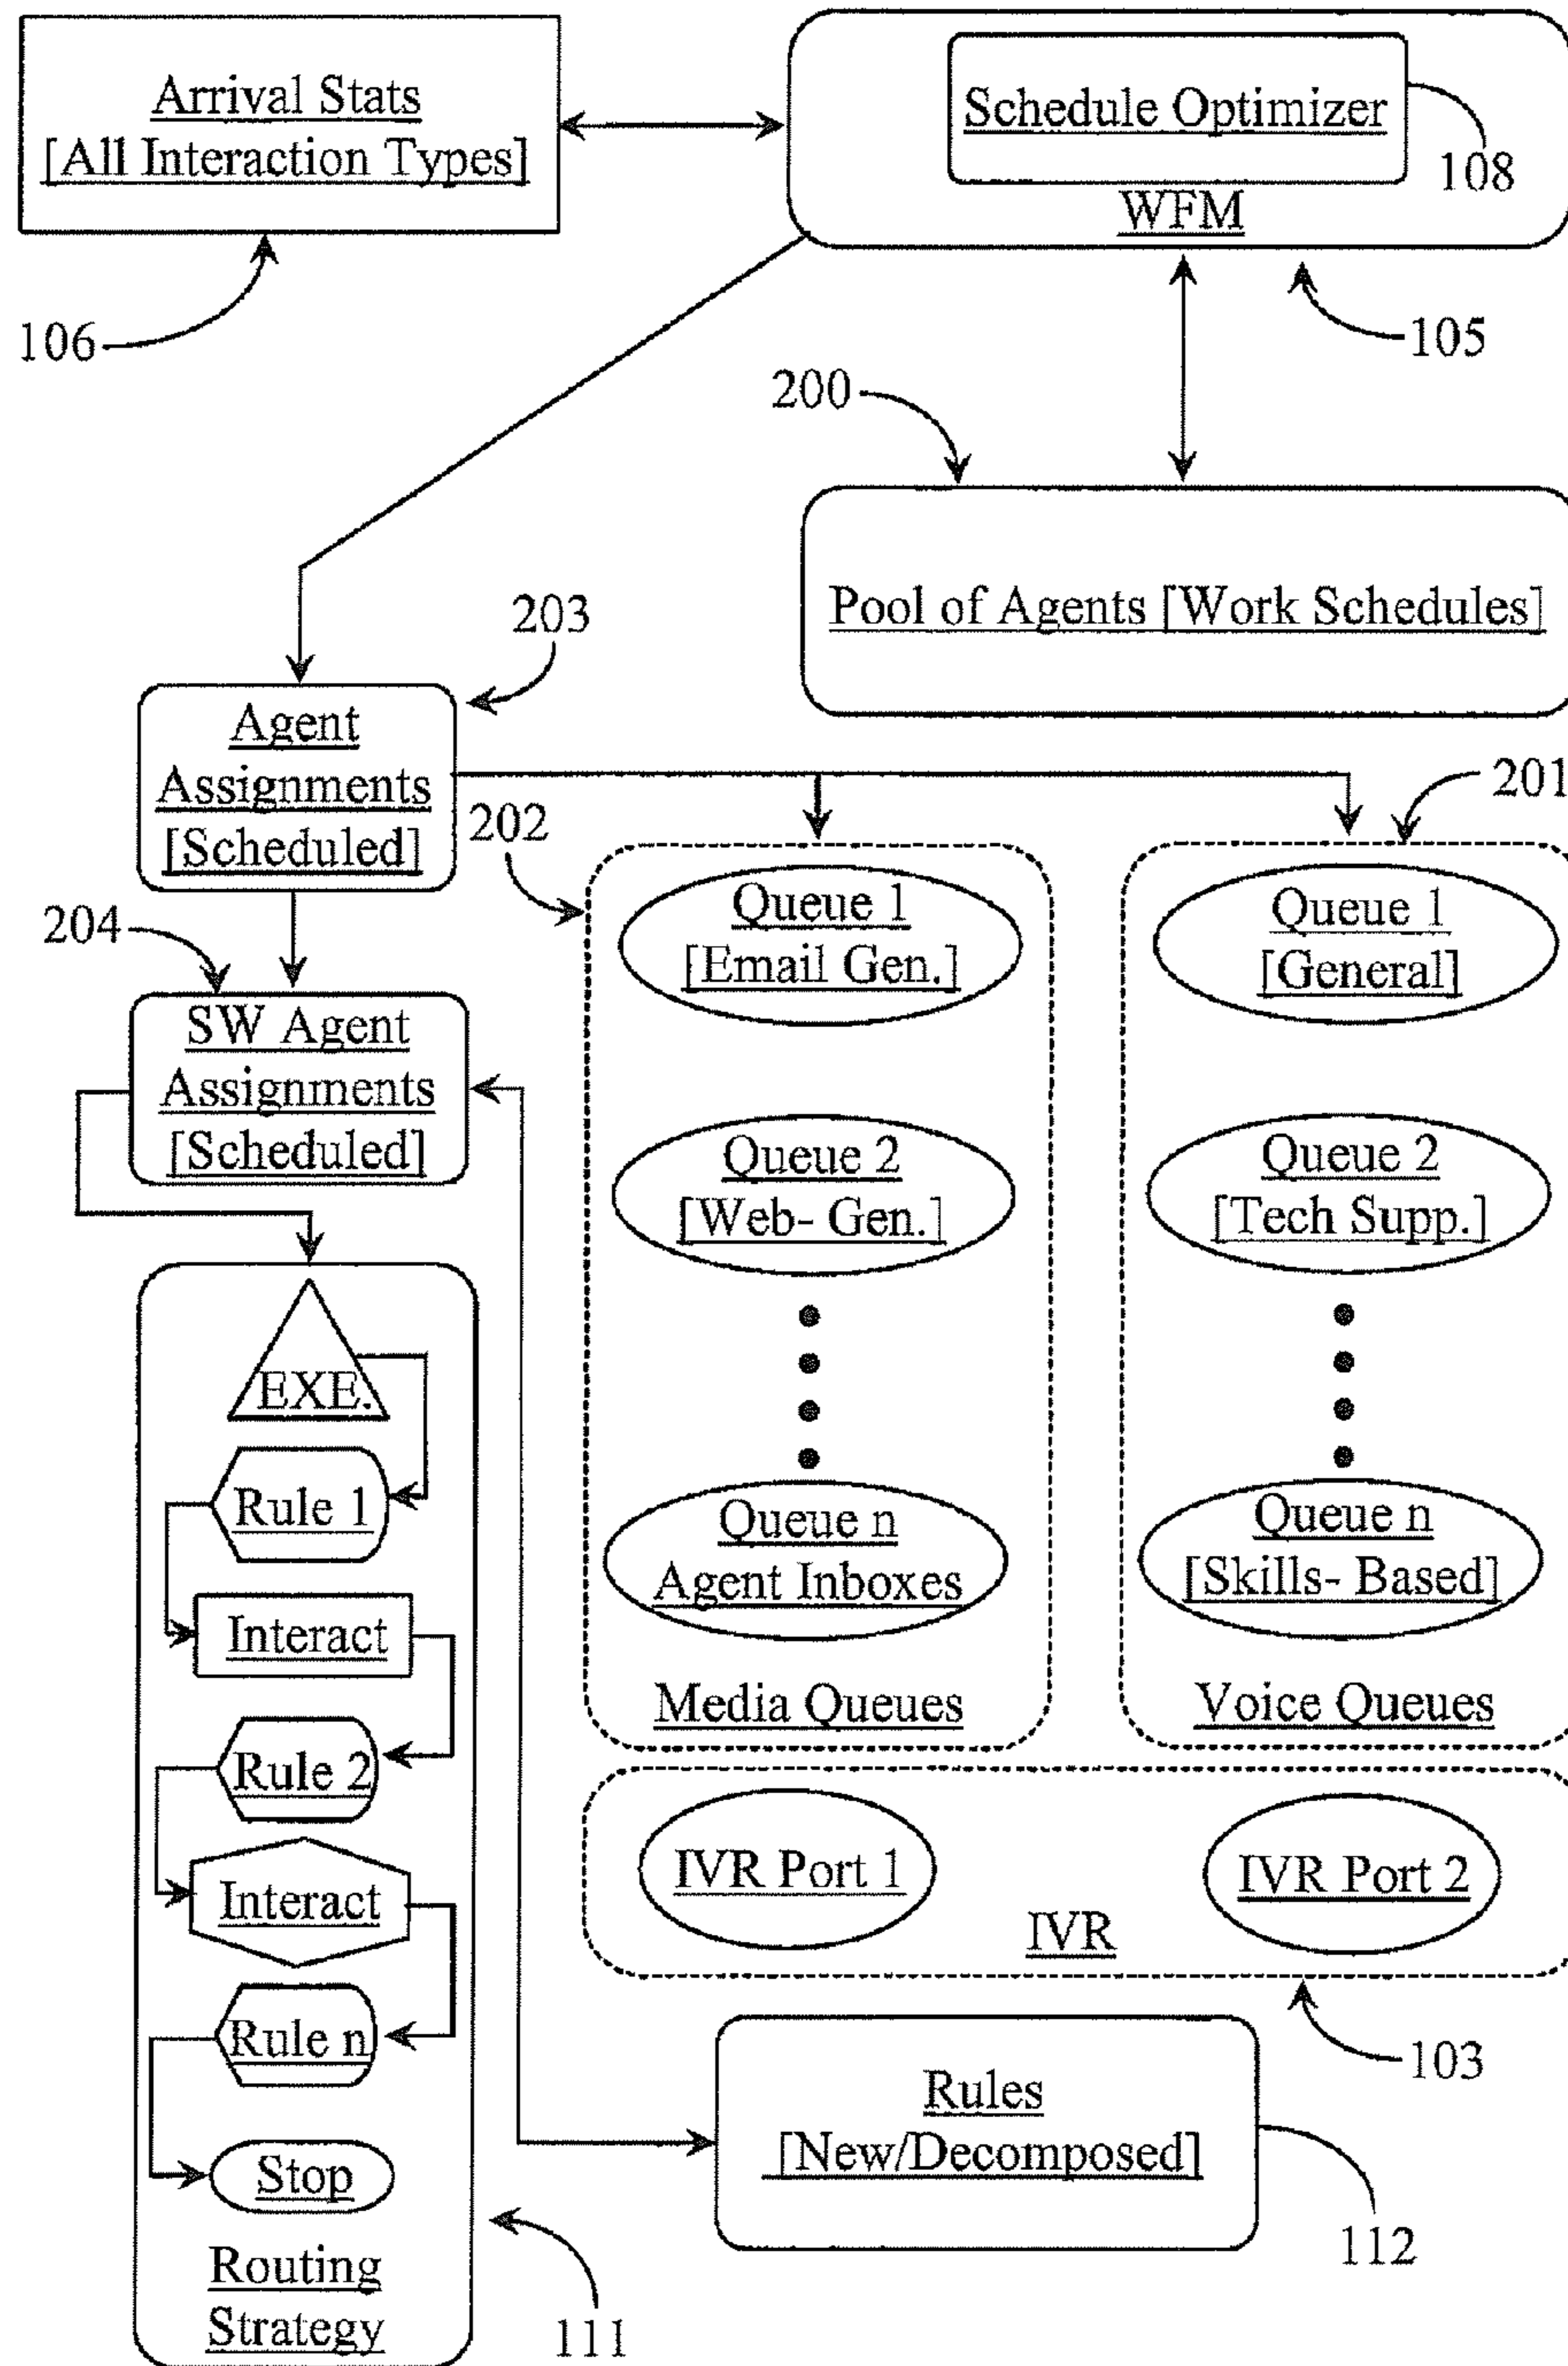 Arrival Stats
[All Interaction Types]
Schedule Optimizer
108
WFM
106
105
200
Pool of Agents [Work Schedules]
203
Agent
Assignments
[Scheduled]
201
202
204
SW Agent
Assignments
[Scheduled]
Queue 1
[Email Gen.]
Queue 1
[General]
Queue 2
[Web- Gen.]
Queue 2
[Tech Supp.]
Queue n
Agent Inboxes
Queue n
[Skills- Based]
Media Queues
Voice Queues
EXE.
Rule 1
Interact
Rule 2
Interact
Rule n
Stop
Routing
Strategy
111
IVR Port 1
IVR Port 2
IVR
103
Rules
[New/Decomposed]
112